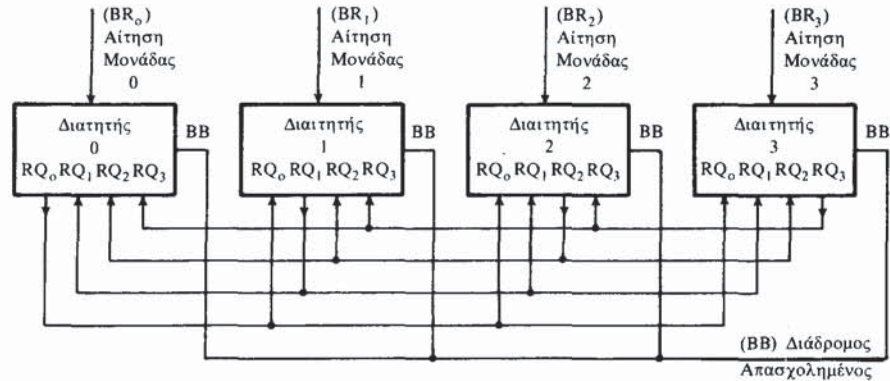 (BR₀) (BR₁) (BR₂) (BR₃)
Αίτηση Αίτηση Αίτηση Αίτηση
Μονάδας Μονάδας Μονάδας Μονάδας
0 1 2 3
Διατητής BB Διαιτητής BB Διαιτητής BB Διαιτητής BB
0 1 2 3
RQ₀ RQ₁ RQ₂ RQ₃ RQ₀ RQ₁ RQ₂ RQ₃ RQ₀ RQ₁ RQ₂ RQ₃ RQ₀ RQ₁ RQ₂ RQ₃
(BB) Διάδρομος
Απασχολημένος